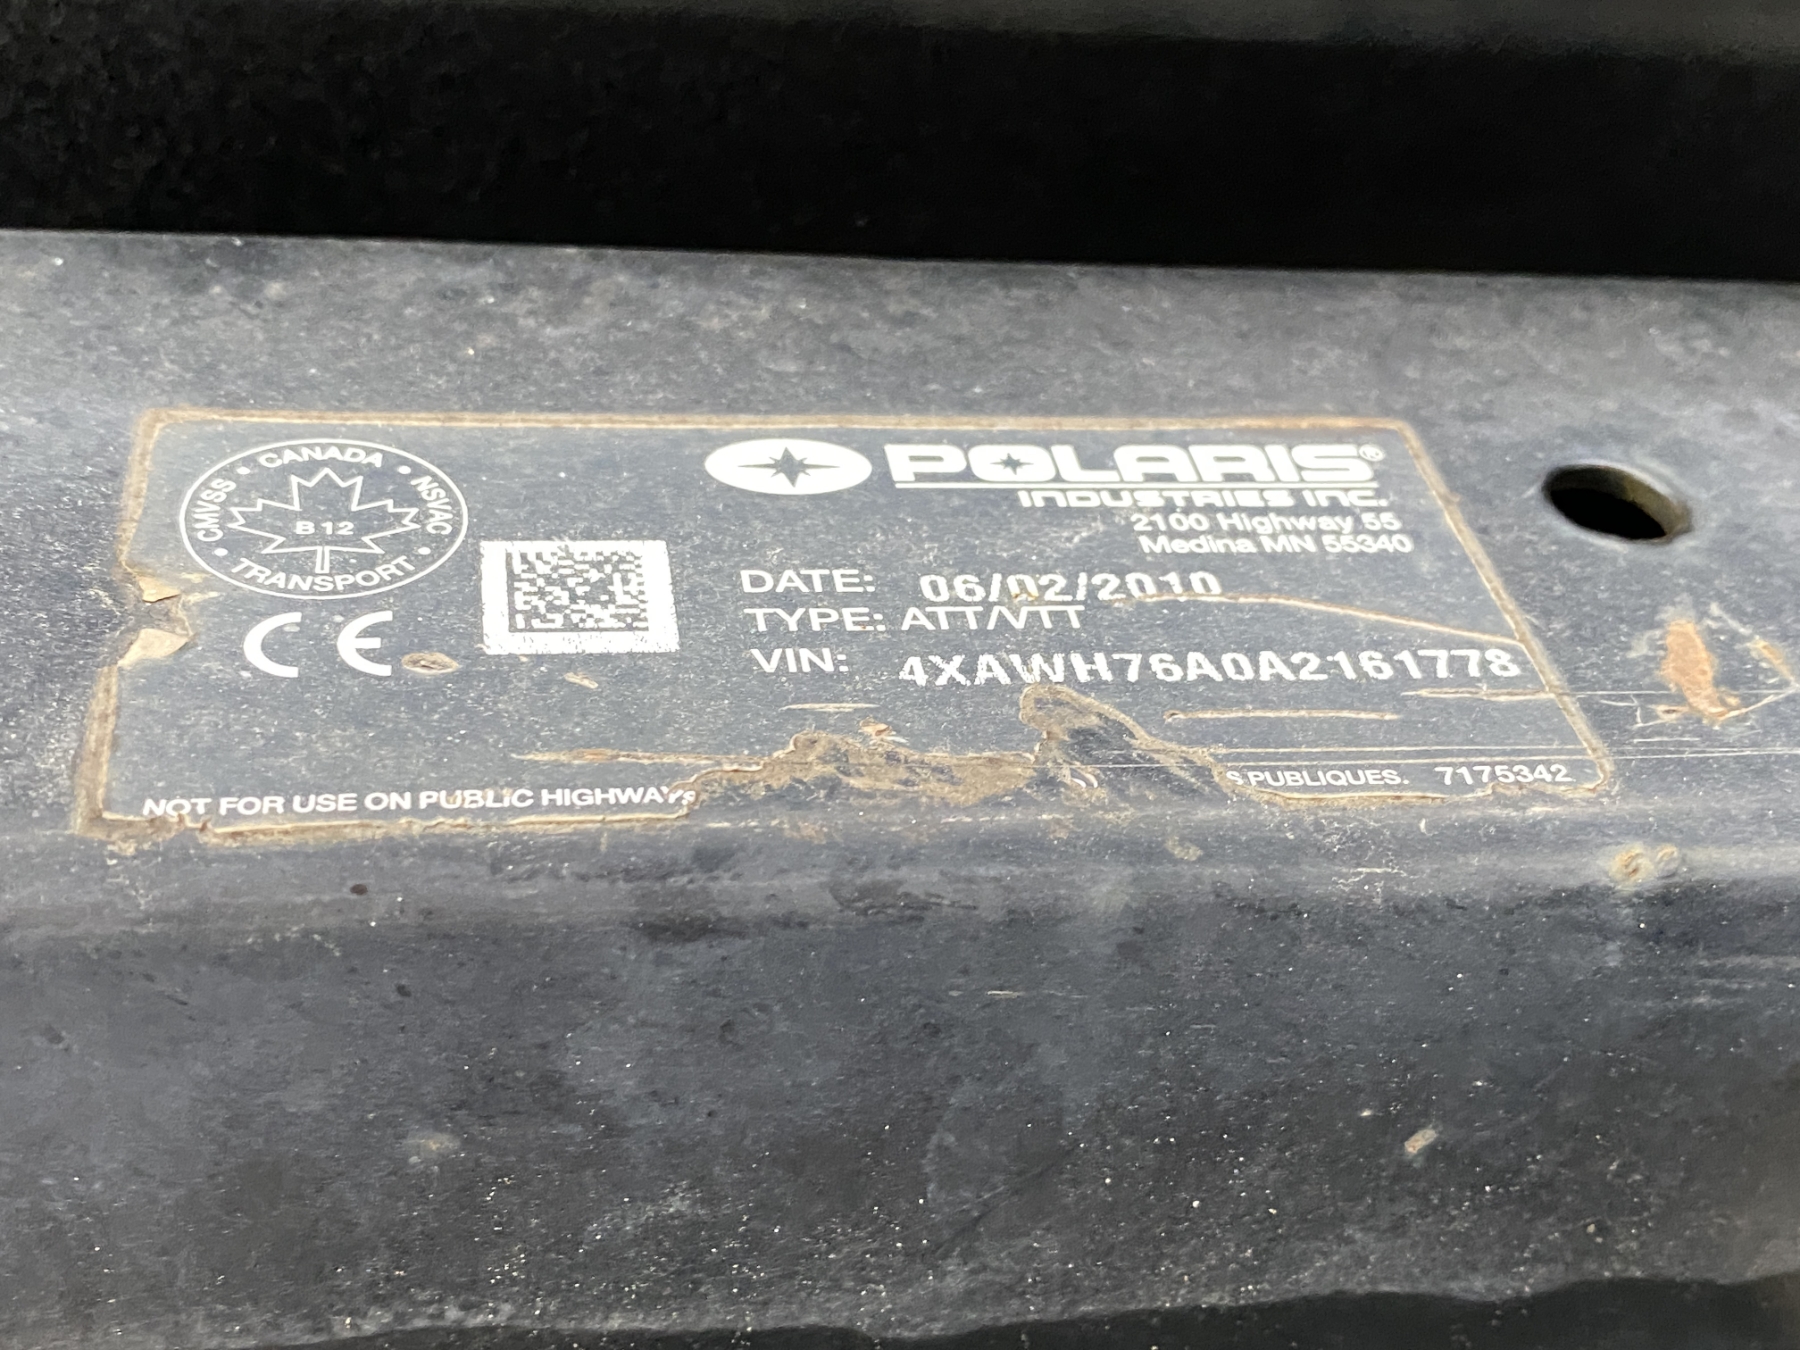 CANADA
CMVSS
NSVAC
B 12
TRANSPORT
CE
POLARIS®
INDUSTRIES INC.
2100 Highway 55
Medina MN 55340
DATE: 06/02/2010
TYPE: ATT/VTT
VIN: 4XAWH76A0A2161778
NOT FOR USE ON PUBLIC HIGHWAYS
S PUBLIQUES. 7175342